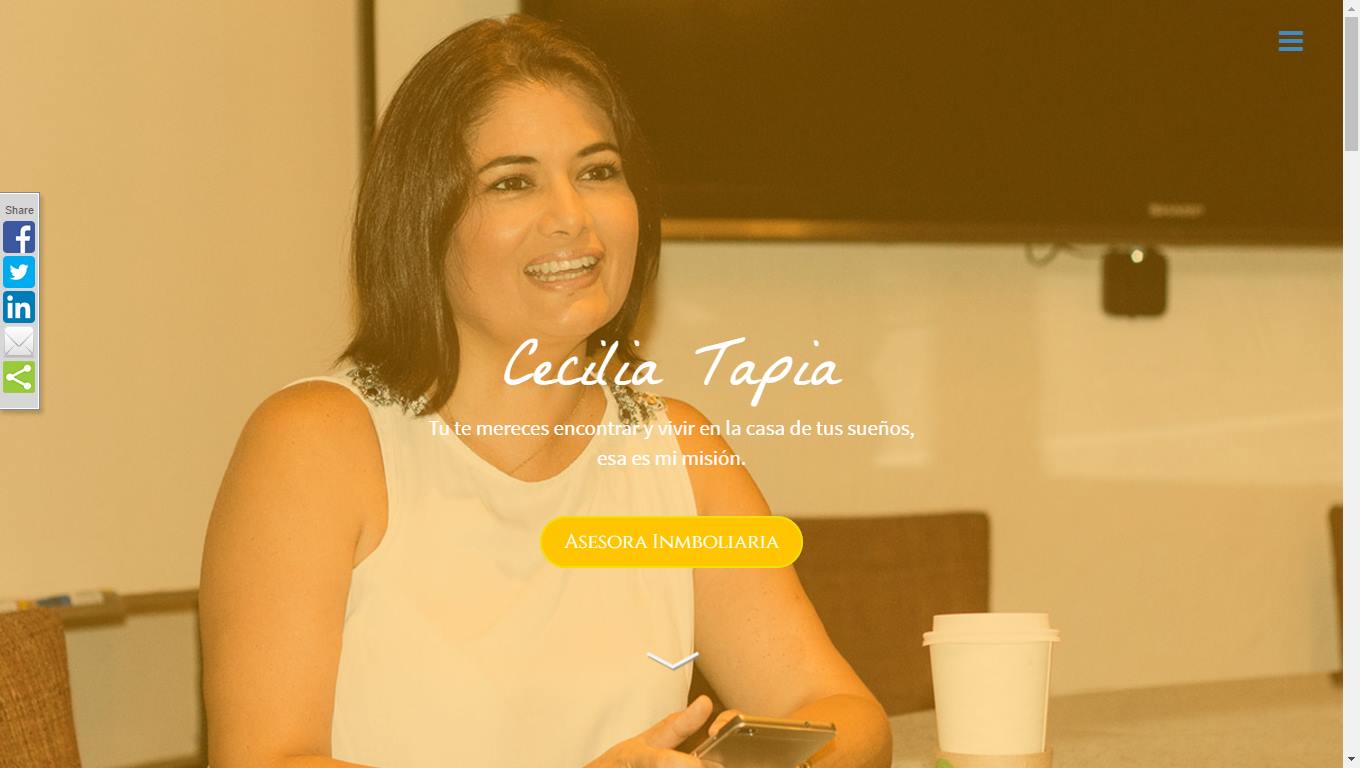 Share
Cecilia Tapia
Tu te mereces encontrar y vivir en la casa de tus sueños,
esa es mi misión.
Asesora Inmboliaria